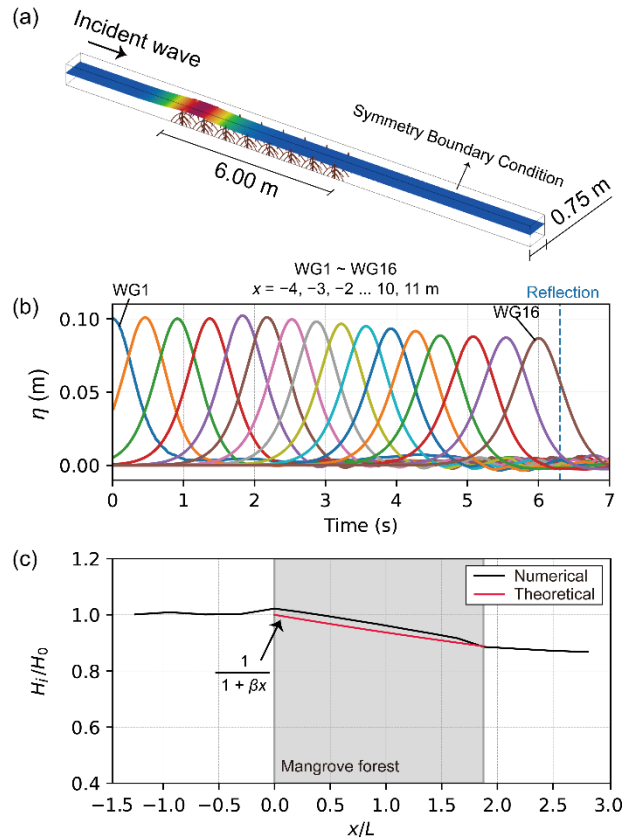 (a)
Incident wave
Symmetry Boundary Condition
6.00 m
0.75 m
WG1 ~ WG16
x = −4, −3, −2 ... 10, 11 m
(b)
WG1
WG16
Reflection
η (m)
0.10
0.05
0.00
0 1 2 3 4 5 6 7
Time (s)
(c)
Numerical
Theoretical
Hi/H0
1.2
1.0
0.8
0.6
0.4
1
1 + βx
Mangrove forest
−1.5 −1.0 −0.5 0.0 0.5 1.0 1.5 2.0 2.5 3.0
x/L